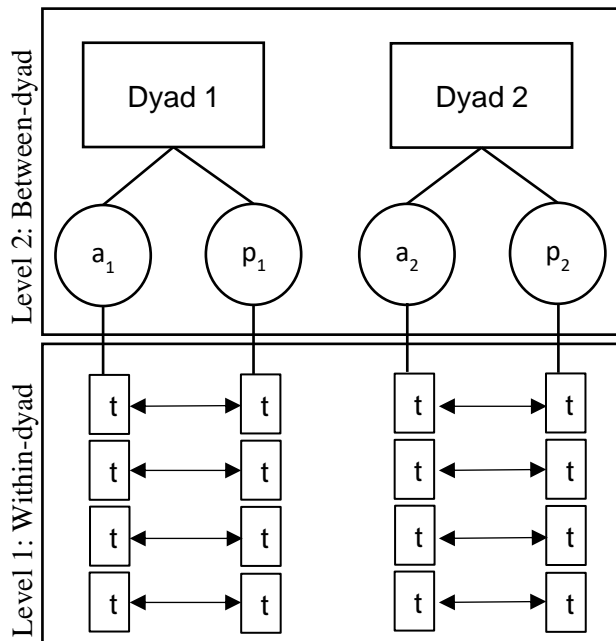 Level 2: Between-dyad
Dyad 1 Dyad 2
a₁ p₁ a₂ p₂
Level 1: Within-dyad
t t t t
t t t t
t t t t
t t t t